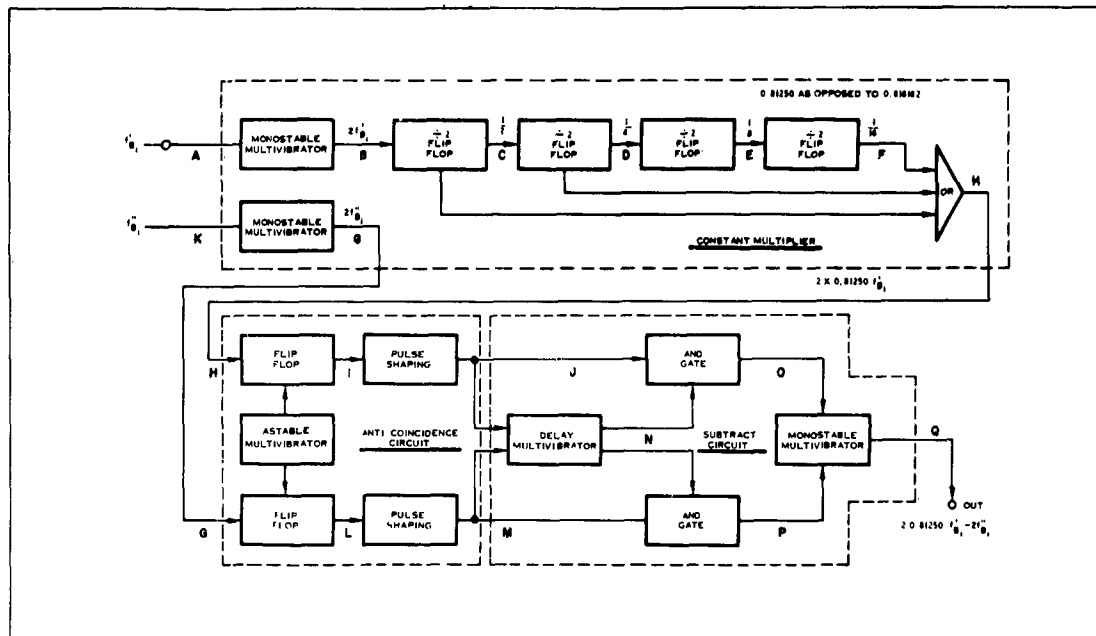 0.81250 AS OPPOSED TO 0.816162
f'B1
A
MONOSTABLE
MULTIVIBRATOR
2f'B1
B
÷2
FLIP
FLOP
1/2
C
÷2
FLIP
FLOP
1/4
D
÷2
FLIP
FLOP
1/8
E
÷2
FLIP
FLOP
1/16
F
OR
H
f"B1
K
MONOSTABLE
MULTIVIBRATOR
2f"B1
G
CONSTANT MULTIPLIER
2 X 0.81250 f'B1
H
FLIP
FLOP
I
PULSE
SHAPING
J
AND
GATE
O
ASTABLE
MULTIVIBRATOR
ANTI COINCIDENCE
CIRCUIT
DELAY
MULTIVIBRATOR
N
SUBTRACT
CIRCUIT
MONOSTABLE
MULTIVIBRATOR
Q
G
FLIP
FLOP
L
PULSE
SHAPING
M
AND
GATE
P
OUT
2 0.81250 f'B1-2f"B1